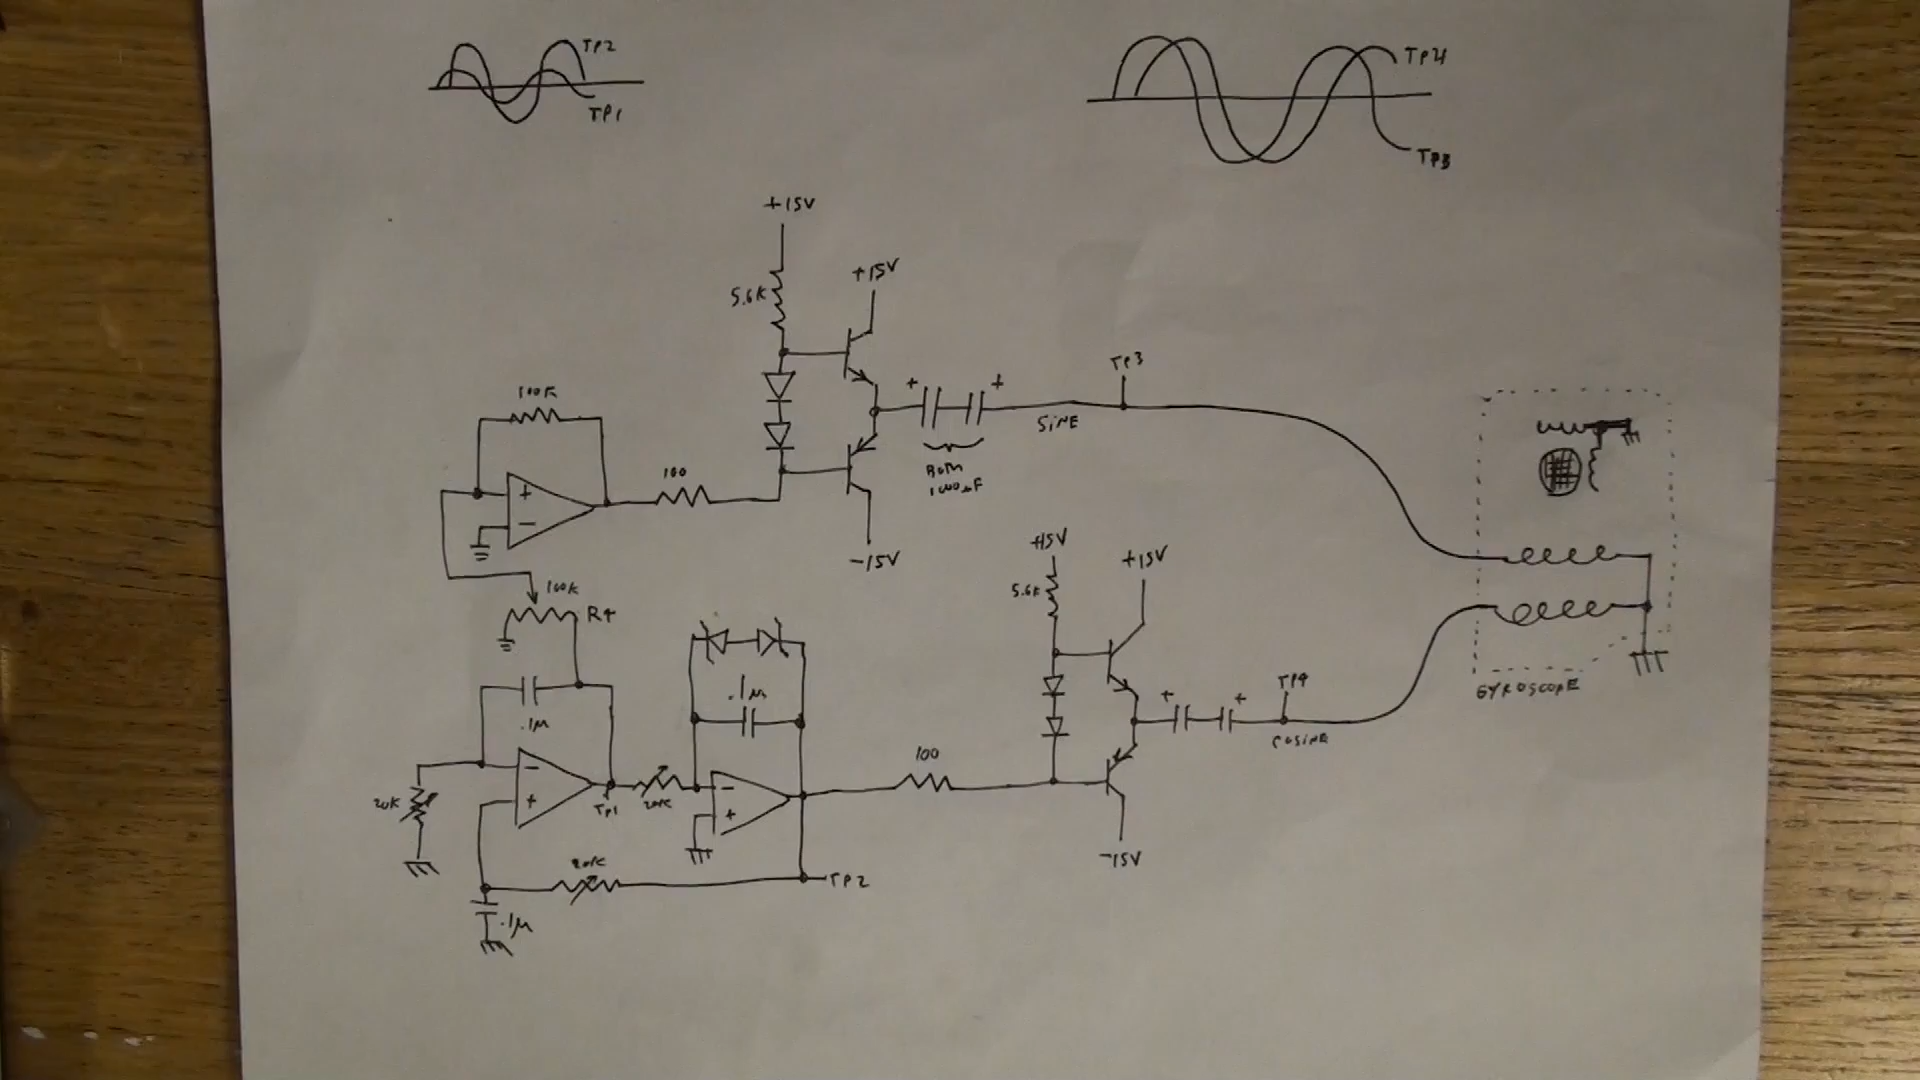 TP2
TP1
TP4
TP3
+15V
+15V
5.6K
TP3
100K
+
+
SINE
+
-
100
BOTH
-15V
+15V
+15V
5.6K
100K
R4
.1µ
.1µ
+
+
TP4
GYROSCOPE
COSINE
100
-
+
TP1
20K
20K
-
+
-15V
20K
TP2
.1µ